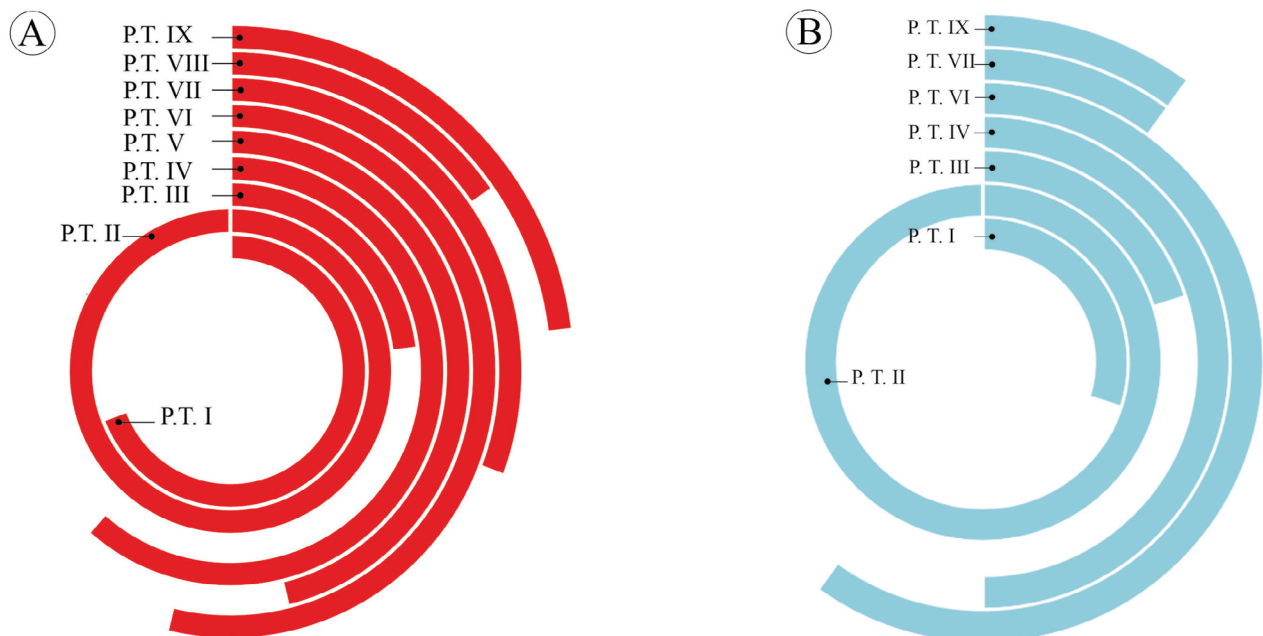 A
P.T. IX
P.T. VIII
P.T. VII
P.T. VI
P.T. V
P.T. IV
P.T. III
P.T. II
P.T. I
B
P. T. IX
P. T. VII
P. T. VI
P. T. IV
P. T. III
P. T. I
P. T. II